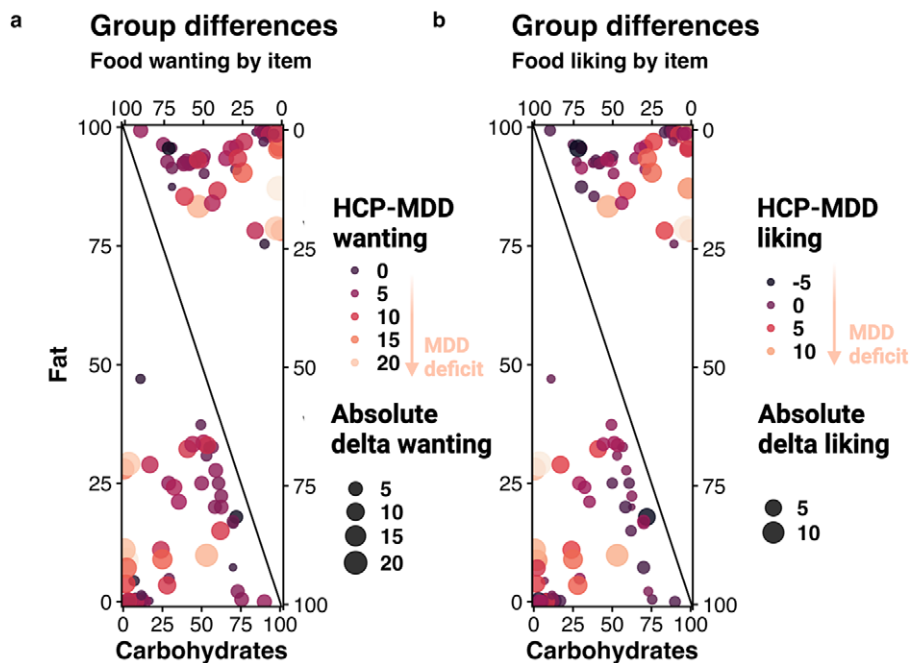 a
Group differences
Food wanting by item
100 75 50 25 0
100
75
50
25
0
Fat
0
25
50
75
100
0 25 50 75 100
Carbohydrates
HCP-MDD
wanting
0
5
10
15
20
MDD
deficit
Absolute
delta wanting
5
10
15
20
b
Group differences
Food liking by item
100 75 50 25 0
100
75
50
25
0
0
25
50
75
100
0 25 50 75 100
Carbohydrates
HCP-MDD
liking
-5
0
5
10
MDD
deficit
Absolute
delta liking
5
10